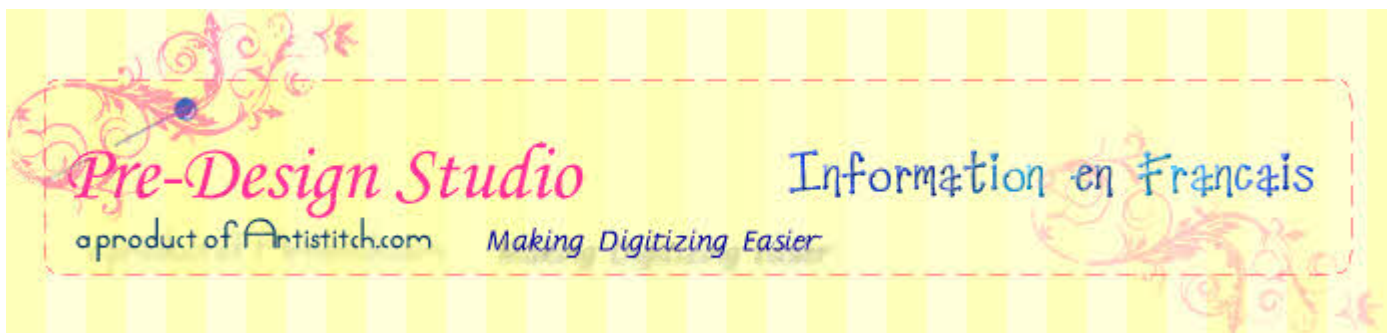 Pre-Design Studio
Information en Francais
a product of Artistitch.com
Making Digitizing Easier